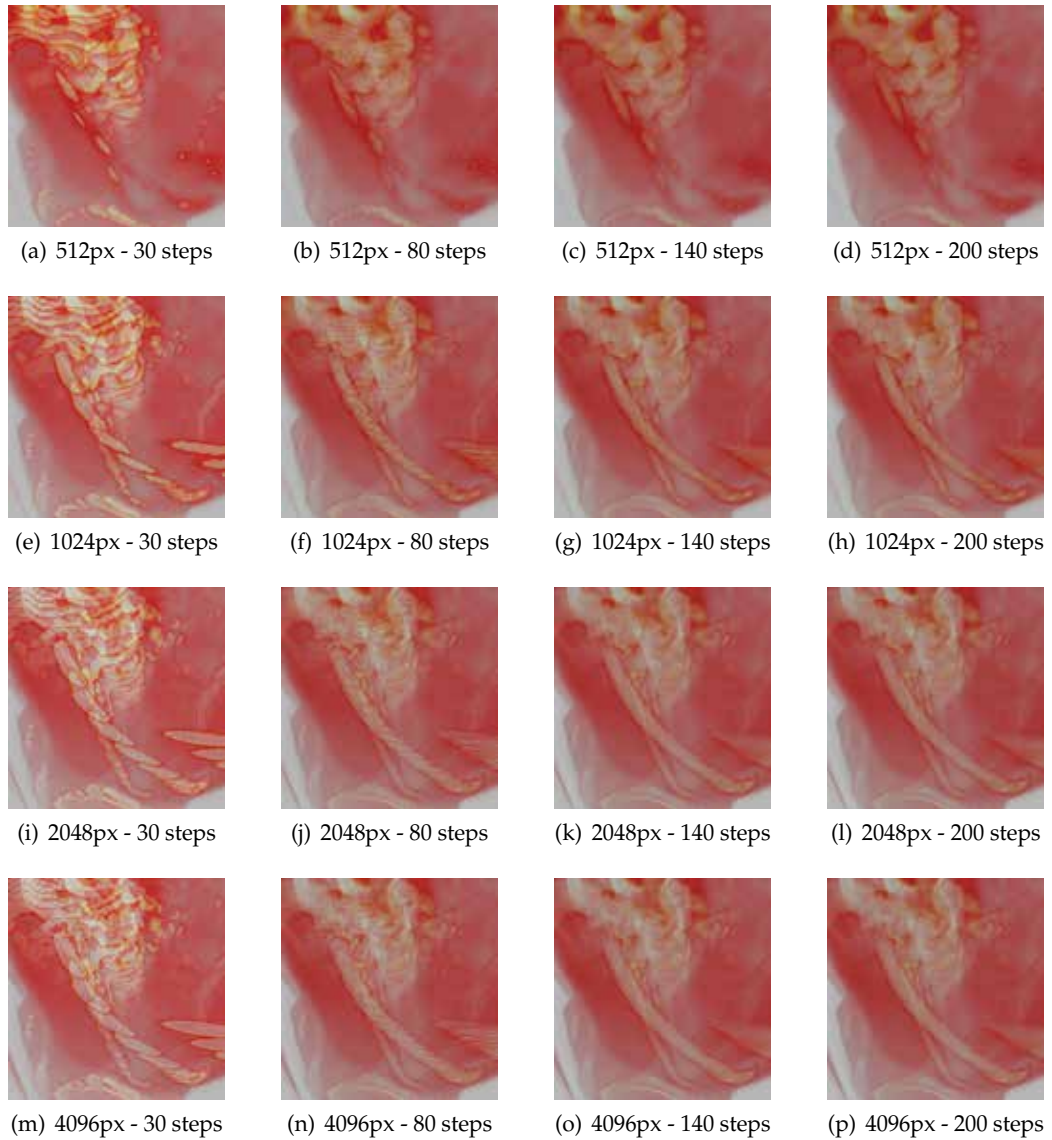 (a) 512px - 30 steps
(b) 512px - 80 steps
(c) 512px - 140 steps
(d) 512px - 200 steps
(e) 1024px - 30 steps
(f) 1024px - 80 steps
(g) 1024px - 140 steps
(h) 1024px - 200 steps
(i) 2048px - 30 steps
(j) 2048px - 80 steps
(k) 2048px - 140 steps
(l) 2048px - 200 steps
(m) 4096px - 30 steps
(n) 4096px - 80 steps
(o) 4096px - 140 steps
(p) 4096px - 200 steps